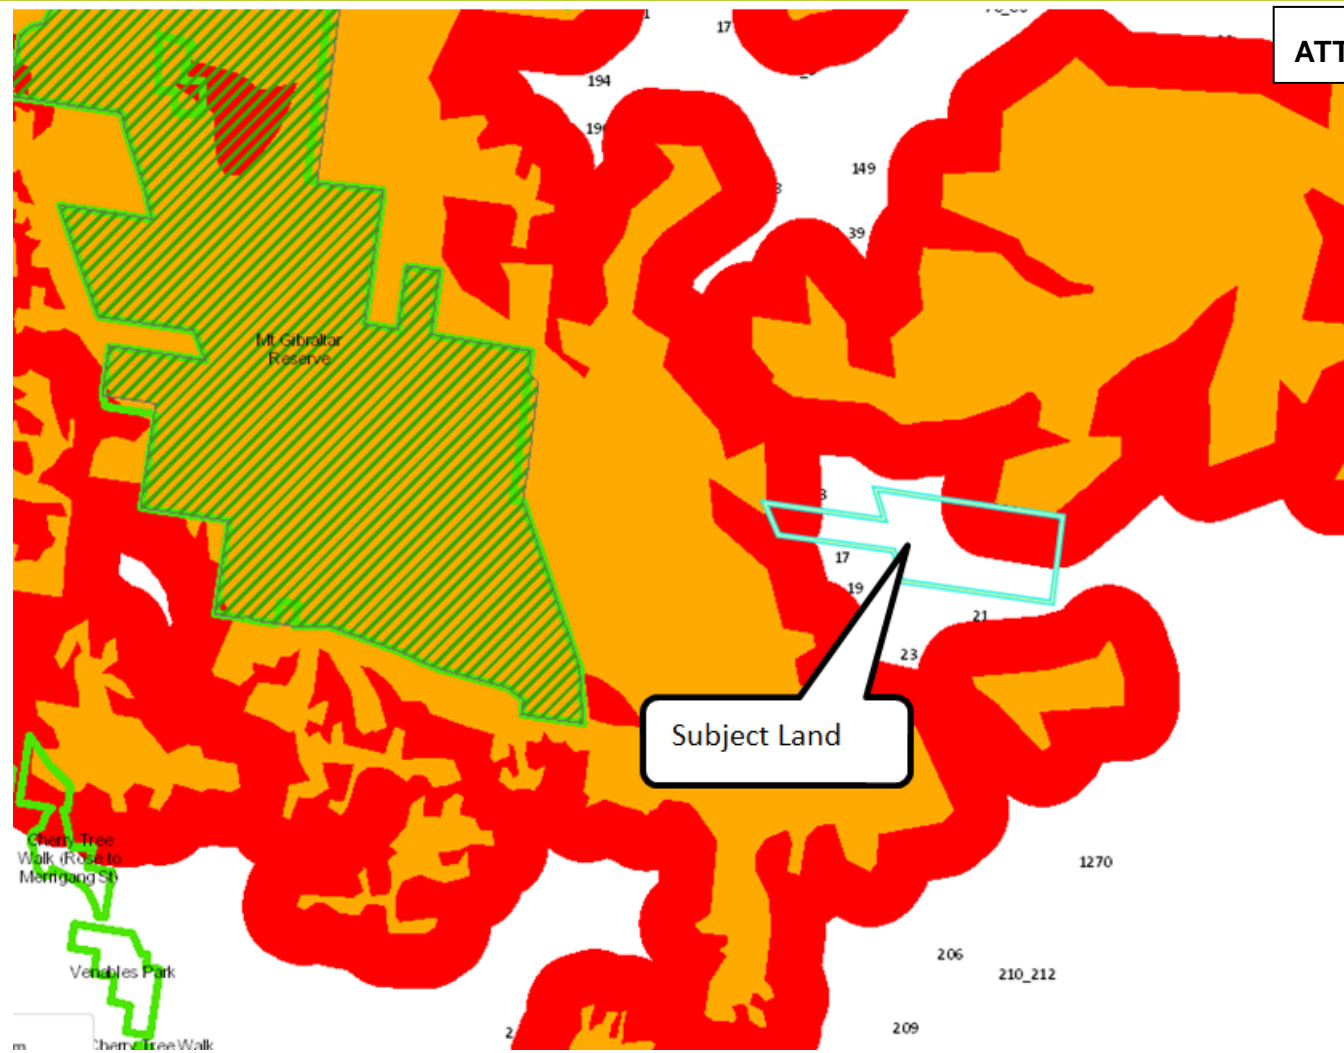 17
ATT
194
149
39
Mt Gibraltar
Reserve
17
19
21
23
Subject Land
Cherry Tree
Walk (Rose to
Merrigang St)
1270
206
Venables Park
210_212
209
Cherry Tree Walk